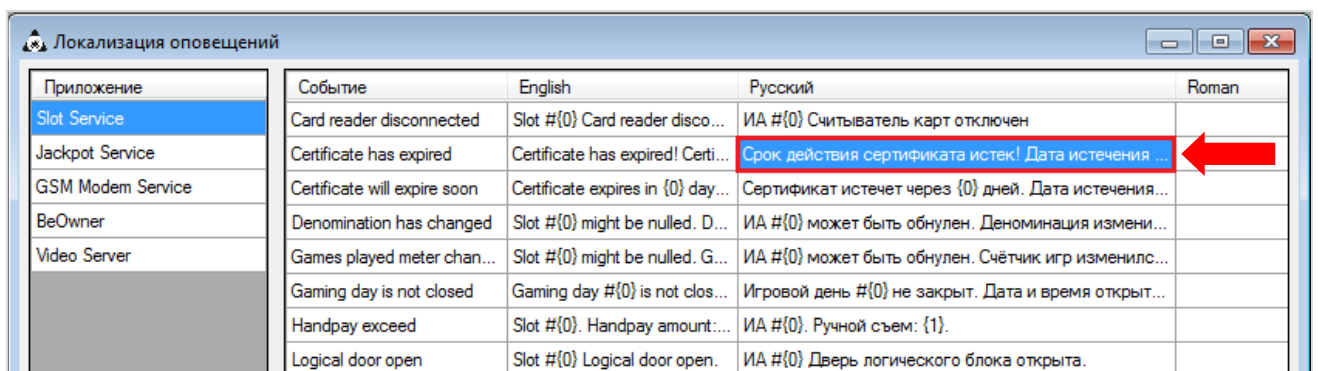 Локализация оповещений
Приложение Событие English Русский Roman
Slot Service Card reader disconnected Slot #{0} Card reader disco... ИА #{0} Считыватель карт отключен
Jackpot Service Certificate has expired Certificate has expired! Certi... Срок действия сертификата истек! Дата истечения ...
GSM Modem Service Certificate will expire soon Certificate expires in {0} day... Сертификат истечет через {0} дней. Дата истечения...
BeOwner Denomination has changed Slot #{0} might be nulled. D... ИА #{0} может быть обнулен. Деноминация измени...
Video Server Games played meter chan... Slot #{0} might be nulled. G... ИА #{0} может быть обнулен. Счётчик игр изменилс...
Gaming day is not closed Gaming day #{0} is not clos... Игровой день #{0} не закрыт. Дата и время открыт...
Handpay exceed Slot #{0}. Handpay amount:... ИА #{0}. Ручной съем: {1}.
Logical door open Slot #{0} Logical door open. ИА #{0} Дверь логического блока открыта.